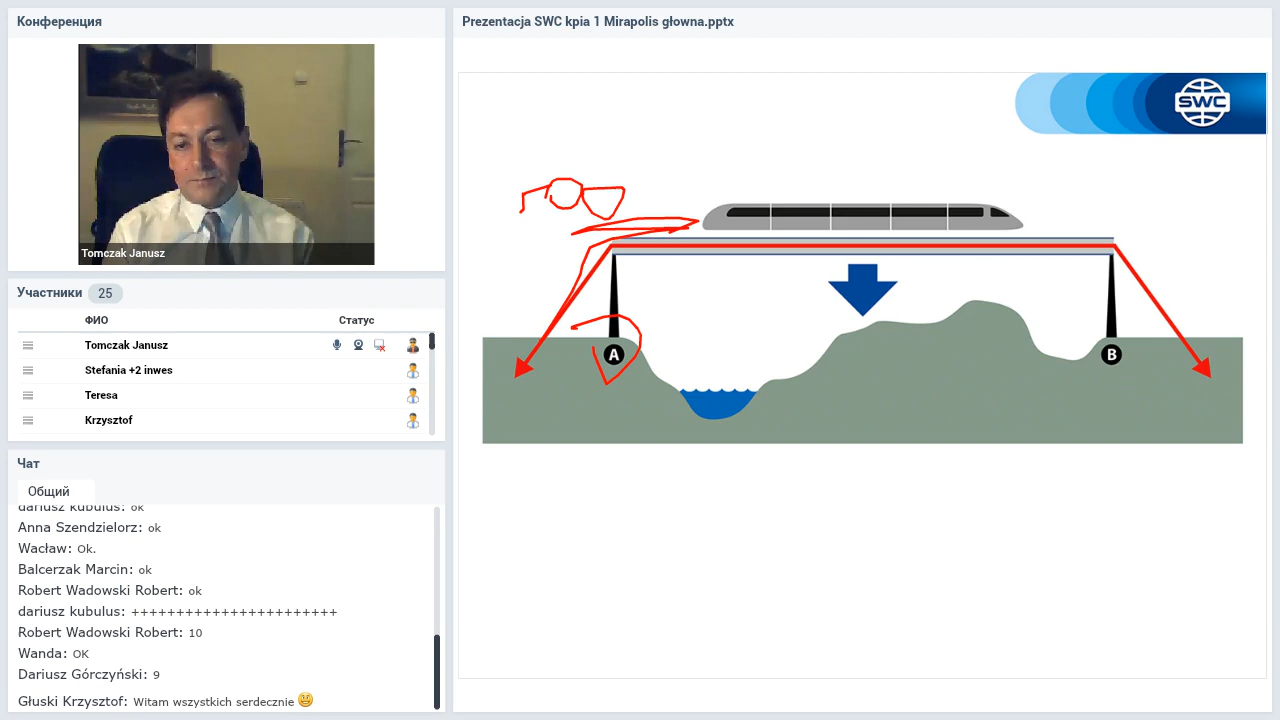 Конференция
Tomczak Janusz
Участники 25
ФИО Статус
Tomczak Janusz
Stefania +2 inwes
Teresa
Krzysztof
Чат
Общий
dariusz kubulus: ok
Anna Szendzielorz: ok
Wacław: Ok.
Balcerzak Marcin: ok
Robert Wadowski Robert: ok
dariusz kubulus: +++++++++++++++++++++++
Robert Wadowski Robert: 10
Wanda: OK
Dariusz Górczyński: 9
Głuski Krzysztof: Witam wszystkich serdecznie
Prezentacja SWC kpia 1 Mirapolis głowna.pptx
SWC
A
B